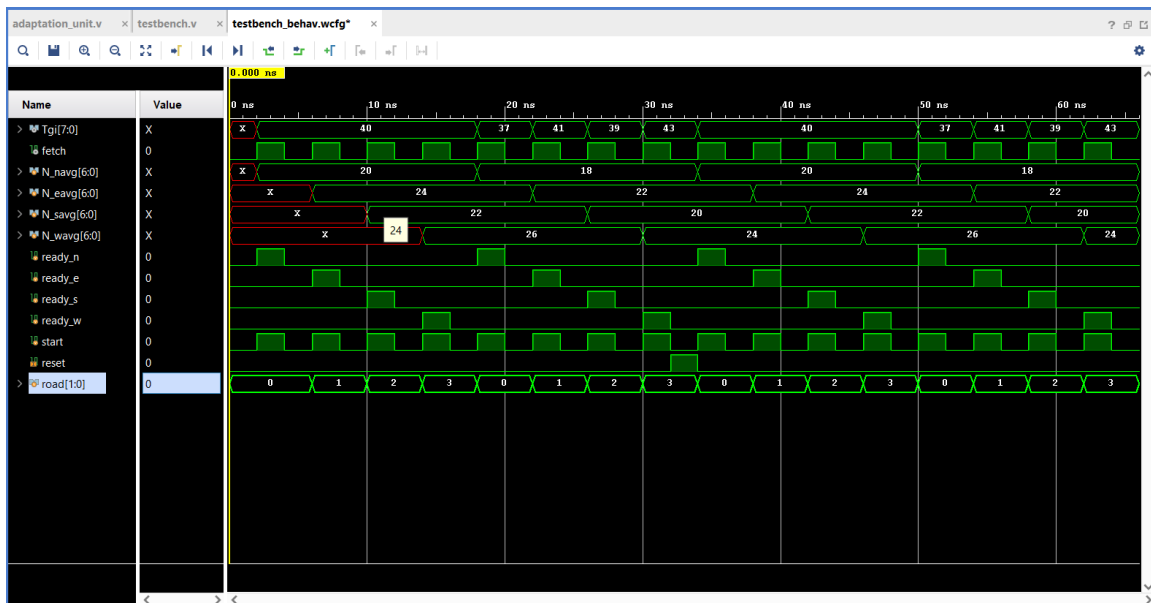 adaptation_unit.v × testbench.v × testbench_behav.wcfg* × ?
0.000 ns
Name Value 0 ns 10 ns 20 ns 30 ns 40 ns 50 ns 60 ns
> Tgi[7:0] X X 40 37 41 39 43 40 37 41 39 43
fetch 0
> N_navg[6:0] X X 20 18 20 18
> N_eavg[6:0] X X 24 22 24 22
> N_savg[6:0] X X 22 20 22 20
> N_wavg[6:0] X X 24 26 24 26 24
ready_n 0
ready_e 0
ready_s 0
ready_w 0
start 0
reset 0
> road[1:0] 0 0 1 2 3 0 1 2 3 0 1 2 3 0 1 2 3